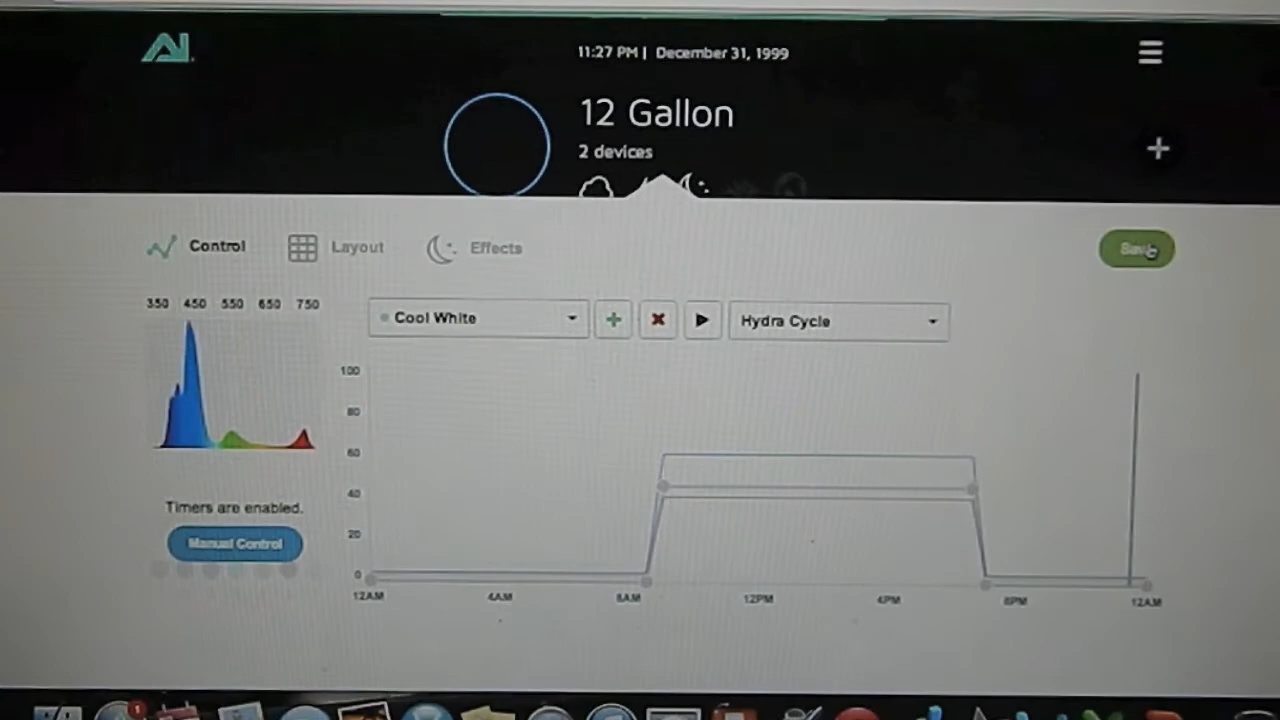 AI
11:27 PM | December 31, 1999
12 Gallon
2 devices
+
Control
Layout
Effects
Save
350 450 550 650 750
Cool White
Hydra Cycle
100
80
60
40
20
0
Timers are enabled.
Manual Control
12AM 4AM 8AM 12PM 4PM 8PM 12AM
1